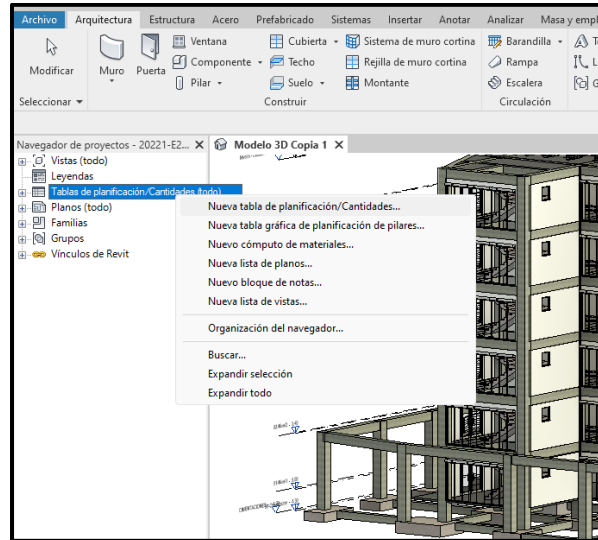 Archivo Arquitectura Estructura Acero Prefabricado Sistemas Insertar Anotar Analizar Masa y empl
Modificar
Muro
Puerta
Ventana
Componente
Pilar
Cubierta
Techo
Suelo
Sistema de muro cortina
Rejilla de muro cortina
Montante
Barandilla
Rampa
Escalera
Seleccionar
Construir
Circulación
Navegador de proyectos - 20221-E2...
Modelo 3D Copia 1
Vistas (todo)
Leyendas
Tablas de planificación/Cantidades (todo)
Planos (todo)
Familias
Grupos
Vínculos de Revit
Nueva tabla de planificación/Cantidades...
Nueva tabla gráfica de planificación de pilares...
Nuevo cómputo de materiales...
Nueva lista de planos...
Nuevo bloque de notas...
Nueva lista de vistas...
Organización del navegador...
Buscar...
Expandir selección
Expandir todo